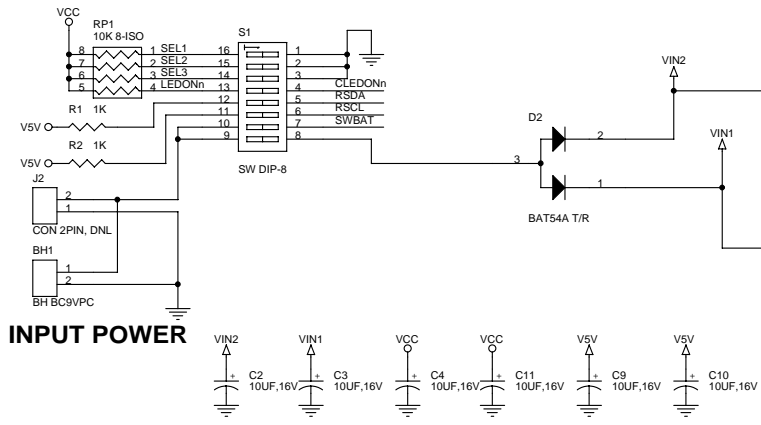 VCC
RP1
10K 8-ISO
8 1 SEL1 16
7 2 SEL2 15
6 3 SEL3 14
5 4 LEDONn 13
S1
1
2
3
4 CLEDONn
5 RSDA
6 RSCL
7 SWBAT
8
12
11
10
9
SW DIP-8
R1 1K
V5V
R2 1K
V5V
J2
2
1
CON 2PIN, DNL
BH1
1
2
BH BC9VPC
INPUT POWER
VIN2
VIN1
D2
2
3
1
BAT54A T/R
VIN2
+
C2
10UF,16V
VIN1
+
C3
10UF,16V
VCC
+
C4
10UF,16V
VCC
+
C11
10UF,16V
V5V
+
C9
10UF,16V
V5V
+
C10
10UF,16V